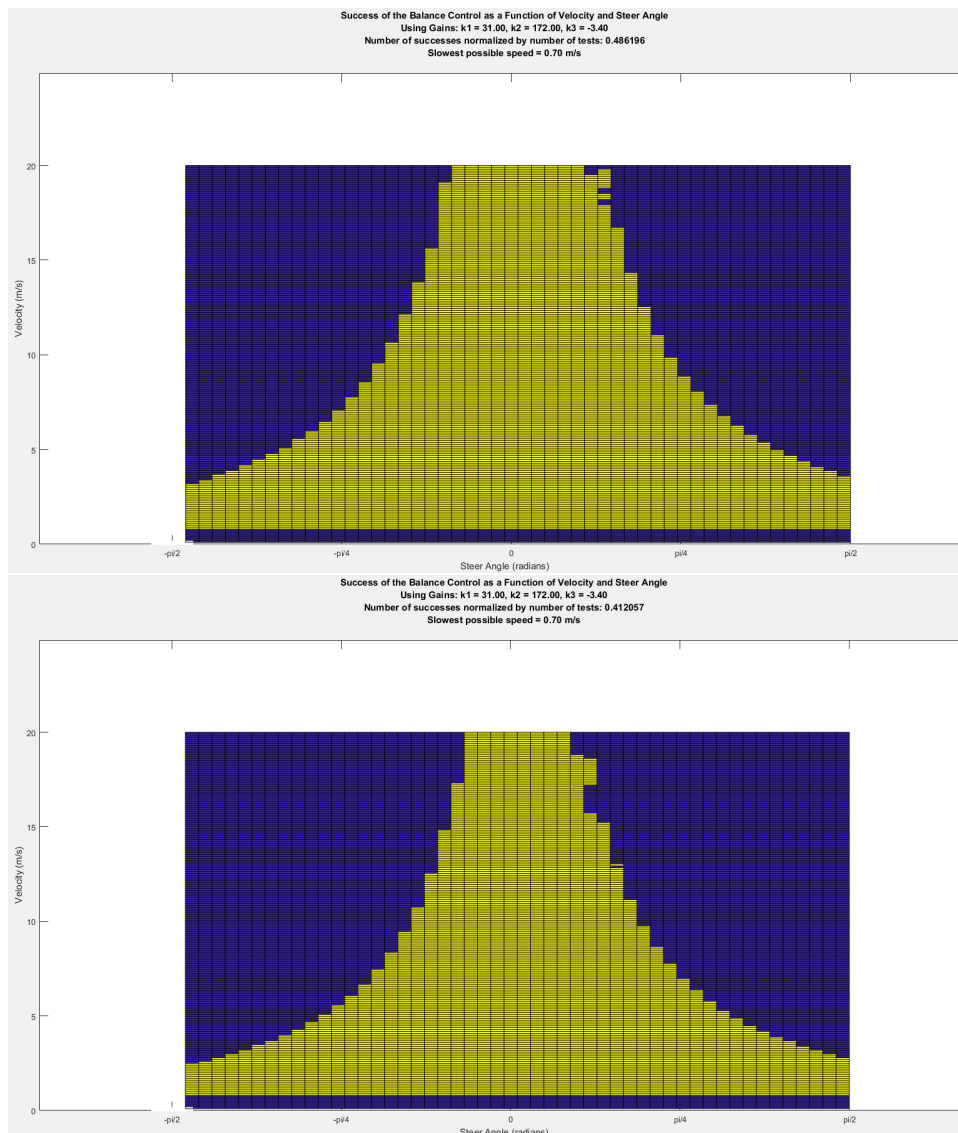 Success of the Balance Control as a Function of Velocity and Steer Angle
Using Gains: k1 = 31.00, k2 = 172.00, k3 = -3.40
Number of successes normalized by number of tests: 0.486196
Slowest possible speed = 0.70 m/s
20
15
Velocity (m/s)
10
5
0
-pi/2
-pi/4
0
pi/4
pi/2
Steer Angle (radians)
Success of the Balance Control as a Function of Velocity and Steer Angle
Using Gains: k1 = 31.00, k2 = 172.00, k3 = -3.40
Number of successes normalized by number of tests: 0.412057
Slowest possible speed = 0.70 m/s
20
15
Velocity (m/s)
10
5
0
-pi/2
-pi/4
0
pi/4
pi/2
Steer Angle (radians)